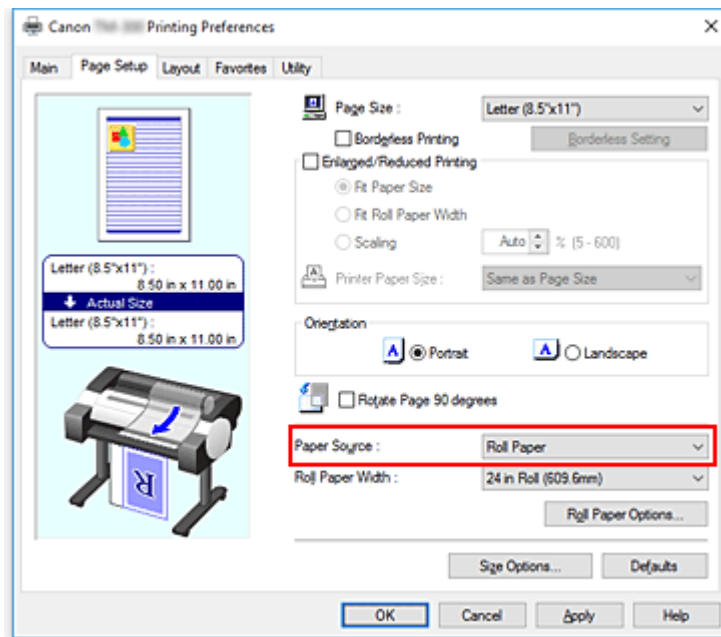 Canon Printing Preferences
Main Page Setup Layout Favorites Utility
Page Size : Letter (8.5"x11")
Borderless Printing Borderless Setting
Enlarged/Reduced Printing
Fit Paper Size
Fit Roll Paper Width
Scaling Auto % (5 - 600)
Printer Paper Size : Same as Page Size
Letter (8.5"x11") :
8.50 in x 11.00 in
Actual Size
Letter (8.5"x11") :
8.50 in x 11.00 in
Orientation
A Portrait A Landscape
Rotate Page 90 degrees
Paper Source : Roll Paper
Roll Paper Width : 24 in Roll (609.6mm)
R
Roll Paper Options...
Size Options... Defaults
OK Cancel Apply Help